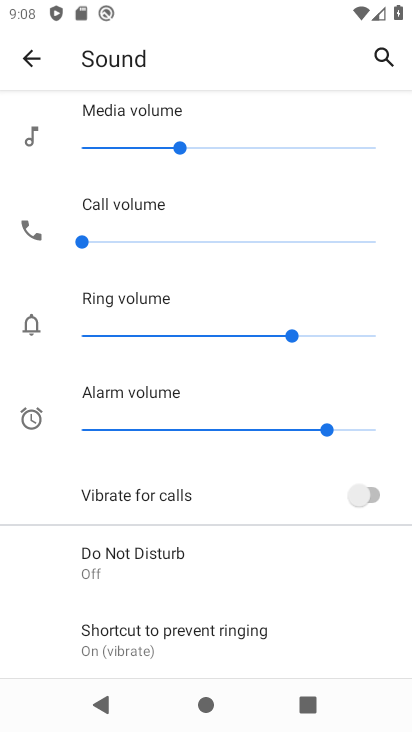 9:08
Sound
Media volume
Call volume
Ring volume
Alarm volume
Vibrate for calls
Do Not Disturb
Off
Shortcut to prevent ringing
On (vibrate)